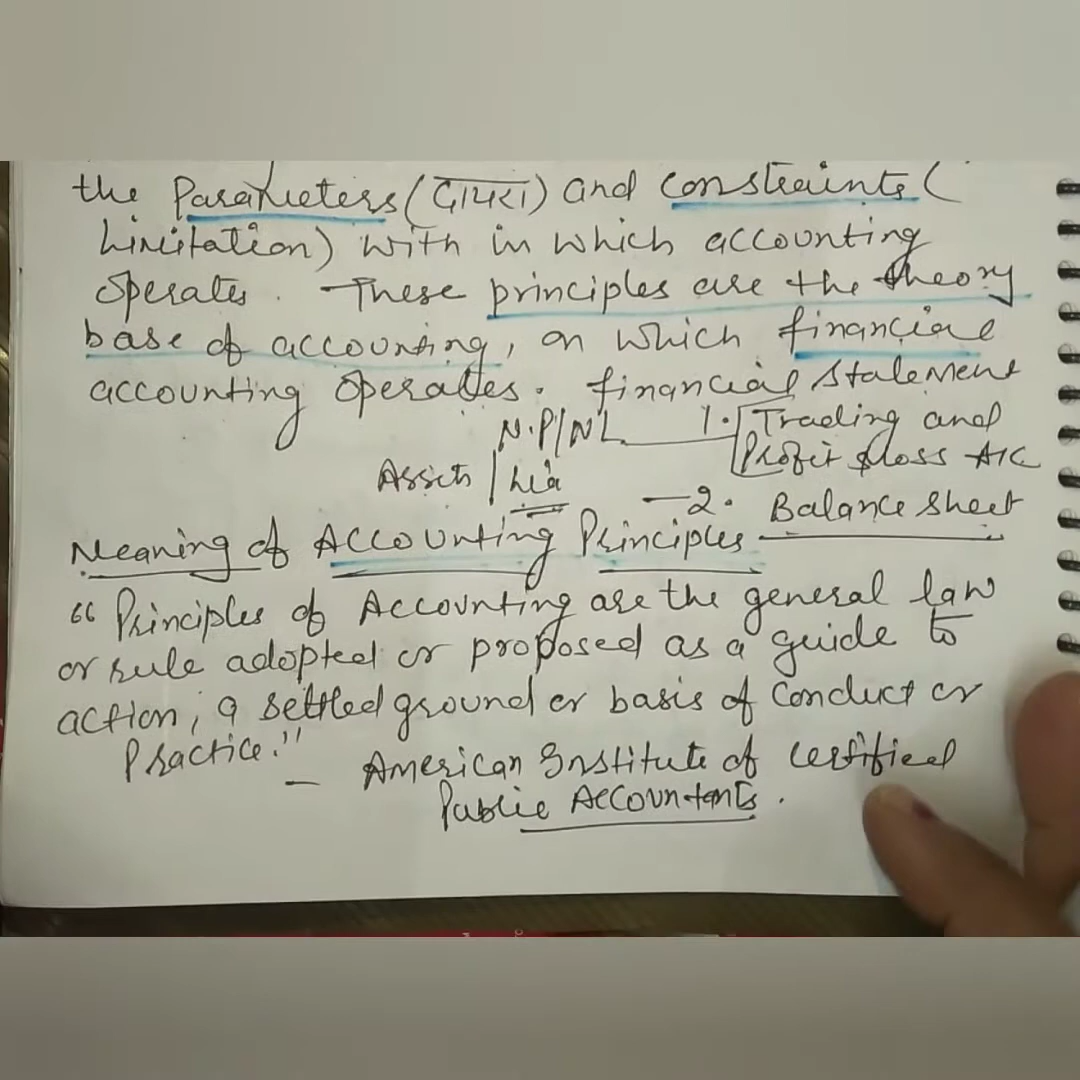 the Parameters (दायरा) and constraints (
Limitation) with in which accounting
operates. These principles are the theory
base of accounting, on which financial
accounting operates. financial statement
N.P/NL 1. Trading and
Profit & Loss A/C
Assets / Lia
2. Balance sheet
Meaning of Accounting Principles
"Principles of Accounting are the general law
or rule adopted or proposed as a guide to
action, a settled ground or basis of conduct or
Practice."
— American Institute of Certified
Public Accountants.